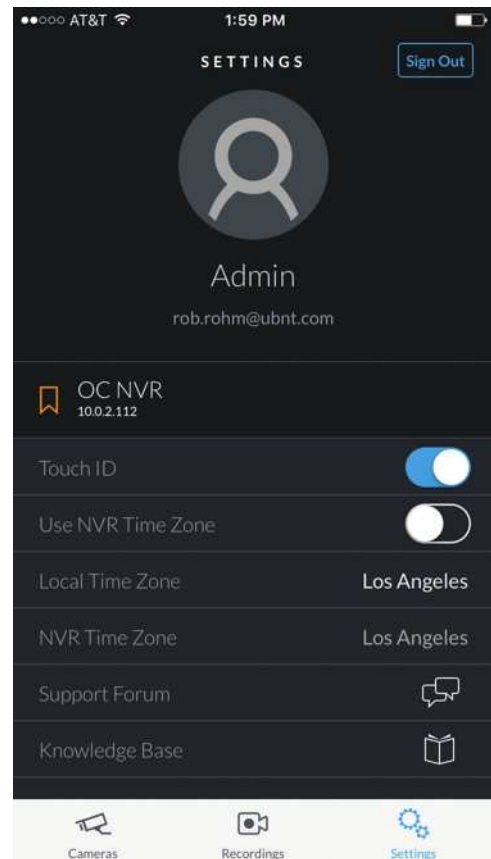 AT&T 1:59 PM
SETTINGS Sign Out
Admin
rob.rohm@ubnt.com
OC NVR
10.0.2.112
Touch ID
Use NVR Time Zone
Local Time Zone Los Angeles
NVR Time Zone Los Angeles
Support Forum
Knowledge Base
Cameras Recordings Settings